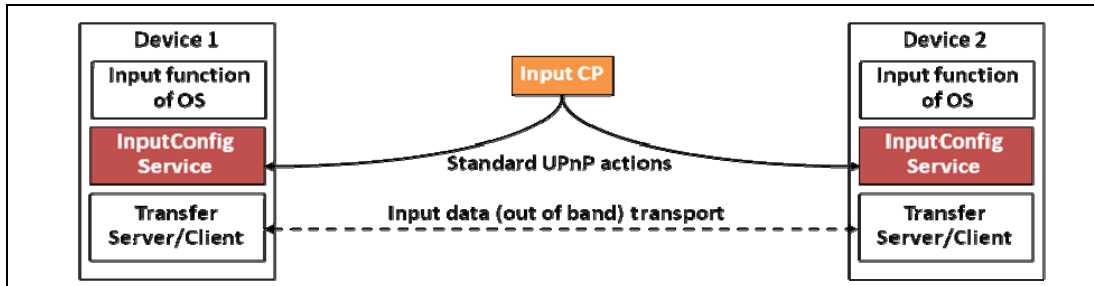 Device 1
Input function
of OS
InputConfig
Service
Transfer
Server/Client
Input CP
Standard UPnP actions
Input data (out of band) transport
Device 2
Input function
of OS
InputConfig
Service
Transfer
Server/Client